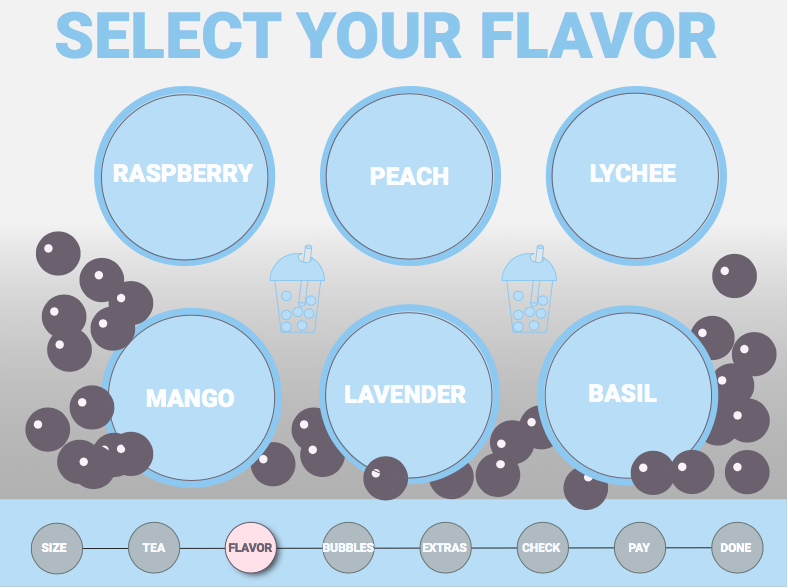 SELECT YOUR FLAVOR
RASPBERRY
PEACH
LYCHEE
MANGO
LAVENDER
BASIL
SIZE
TEA
FLAVOR
BUBBLES
EXTRAS
CHECK
PAY
DONE